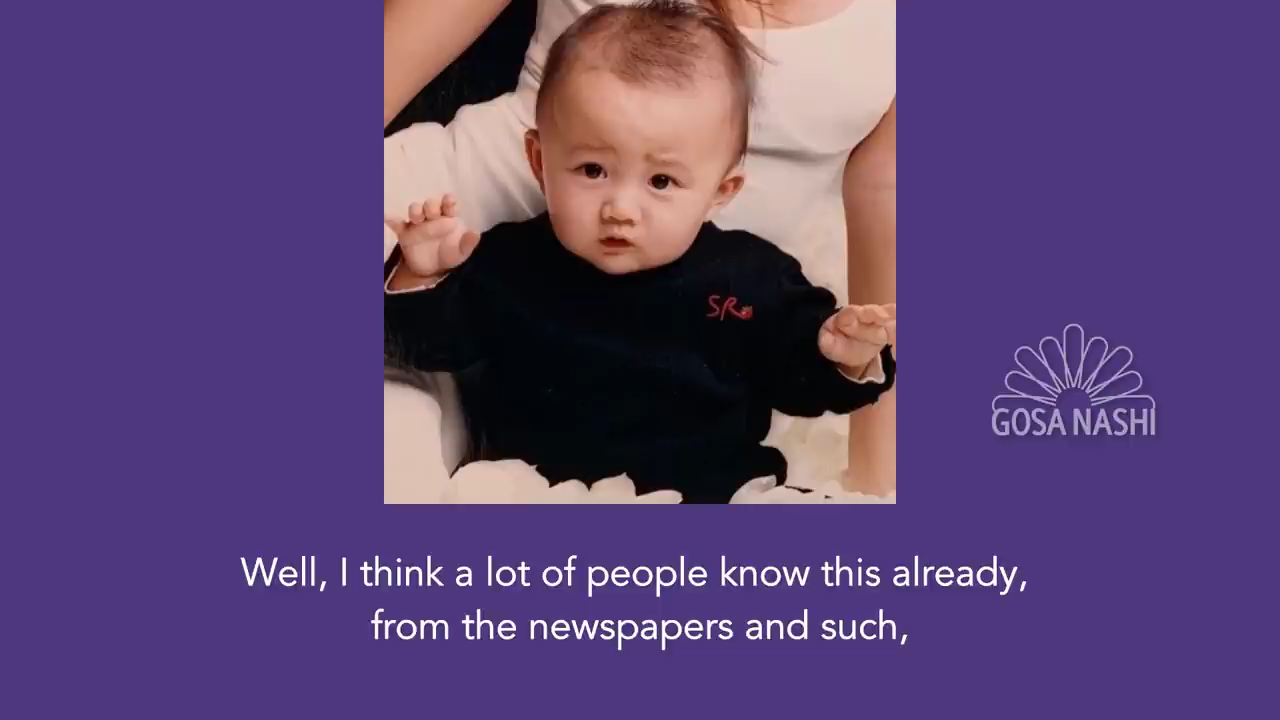 SR
GOSA NASHI
Well, I think a lot of people know this already,
from the newspapers and such,